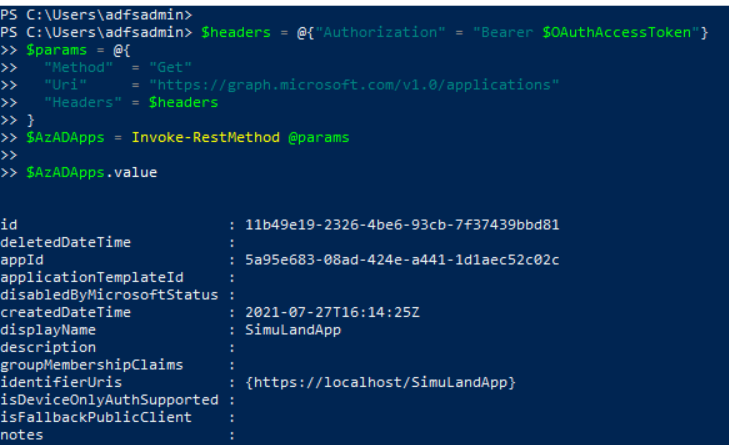 PS C:\Users\adfsadmin>
PS C:\Users\adfsadmin> $headers = @{"Authorization" = "Bearer $OAuthAccessToken"}
>> $params = @{
>>   "Method"  = "Get"
>>   "Uri"     = "https://graph.microsoft.com/v1.0/applications"
>>   "Headers" = $headers
>> }
>> $AzADApps = Invoke-RestMethod @params
>>
>> $AzADApps.value
id                        : 11b49e19-2326-4be6-93cb-7f37439bbd81
deletedDateTime           :
appId                     : 5a95e683-08ad-424e-a441-1d1aec52c02c
applicationTemplateId     :
disabledByMicrosoftStatus :
createdDateTime           : 2021-07-27T16:14:25Z
displayName               : SimuLandApp
description               :
groupMembershipClaims     :
identifierUris            : {https://localhost/SimuLandApp}
isDeviceOnlyAuthSupported :
isFallbackPublicClient    :
notes                     :